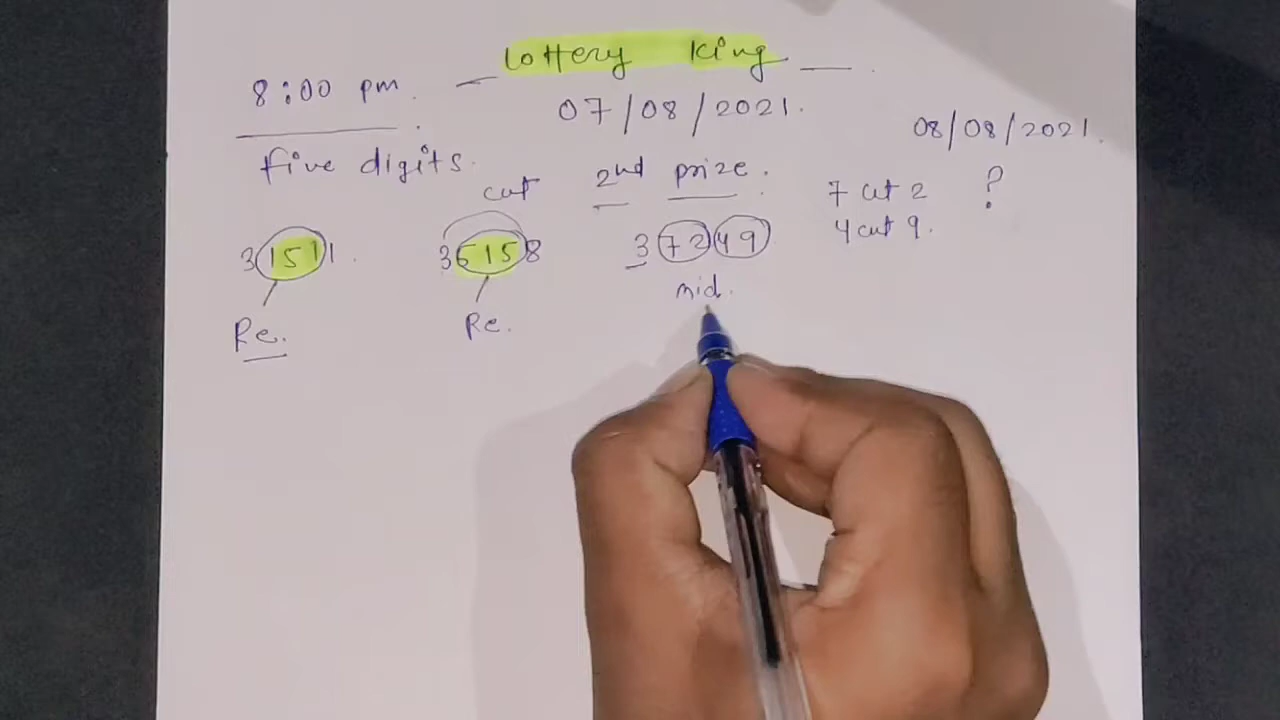 Lottery King
8:00 pm.
07/08/2021.
08/08/2021.
five digits.
cut
2nd prize.
7 cut 2
?
4 cut 9.
31511.
35158
37249
mid.
Re.
Re.